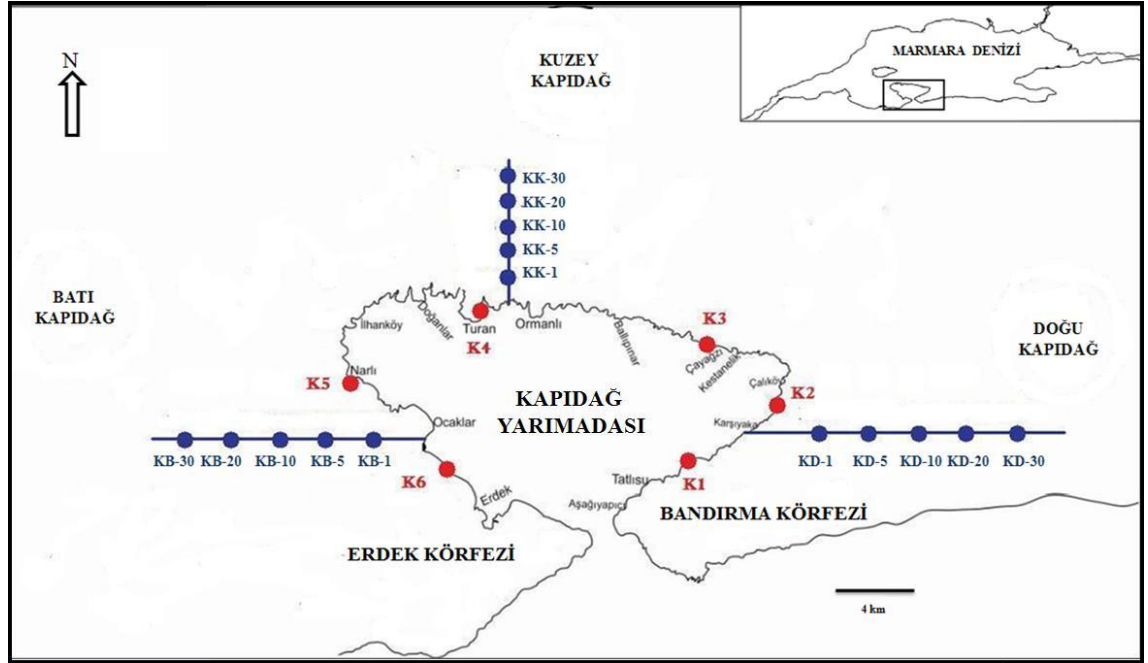 MARMARA DENİZİ
N
KUZEY
KAPIDAĞ
KK-30
KK-20
KK-10
KK-5
KK-1
BATI
KAPIDAĞ
DOĞU
KAPIDAĞ
İlhanköy
Doğanlar
Turan
Ormanlı
Ballıpınar
K3
Çayağzı
Kestanelik
K4
K5
Narlı
Çalıköy
K2
KAPIDAĞ
YARIMADASI
Ocaklar
Karşıyaka
KB-30
KB-20
KB-10
KB-5
KB-1
KD-1
KD-5
KD-10
KD-20
KD-30
K6
K1
Tatlısu
Erdek
Aşağıyapıcı
BANDIRMA KÖRFEZİ
ERDEK KÖRFEZİ
4 km